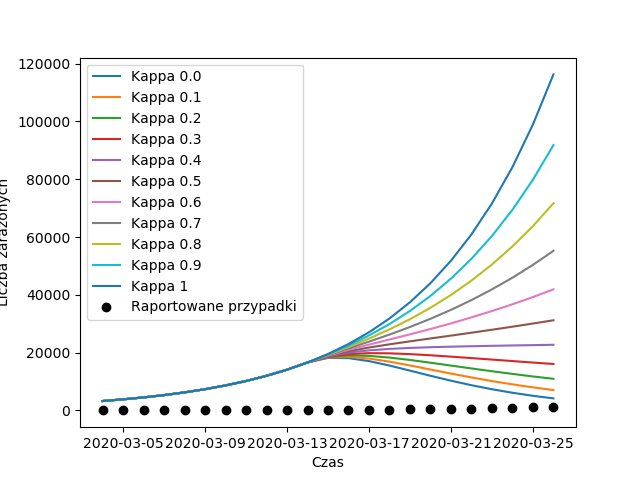 120000
100000
80000
60000
40000
20000
0
Liczba zarażonych
Kappa 0.0
Kappa 0.1
Kappa 0.2
Kappa 0.3
Kappa 0.4
Kappa 0.5
Kappa 0.6
Kappa 0.7
Kappa 0.8
Kappa 0.9
Kappa 1
Raportowane przypadki
2020-03-05 2020-03-09 2020-03-13 2020-03-17 2020-03-21 2020-03-25
Czas